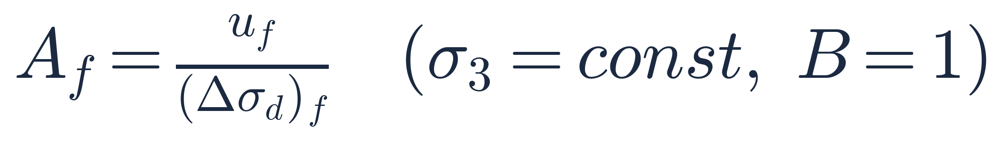 A_f = u_f / (Δσ_d)_f   (σ_3 = const, B = 1)